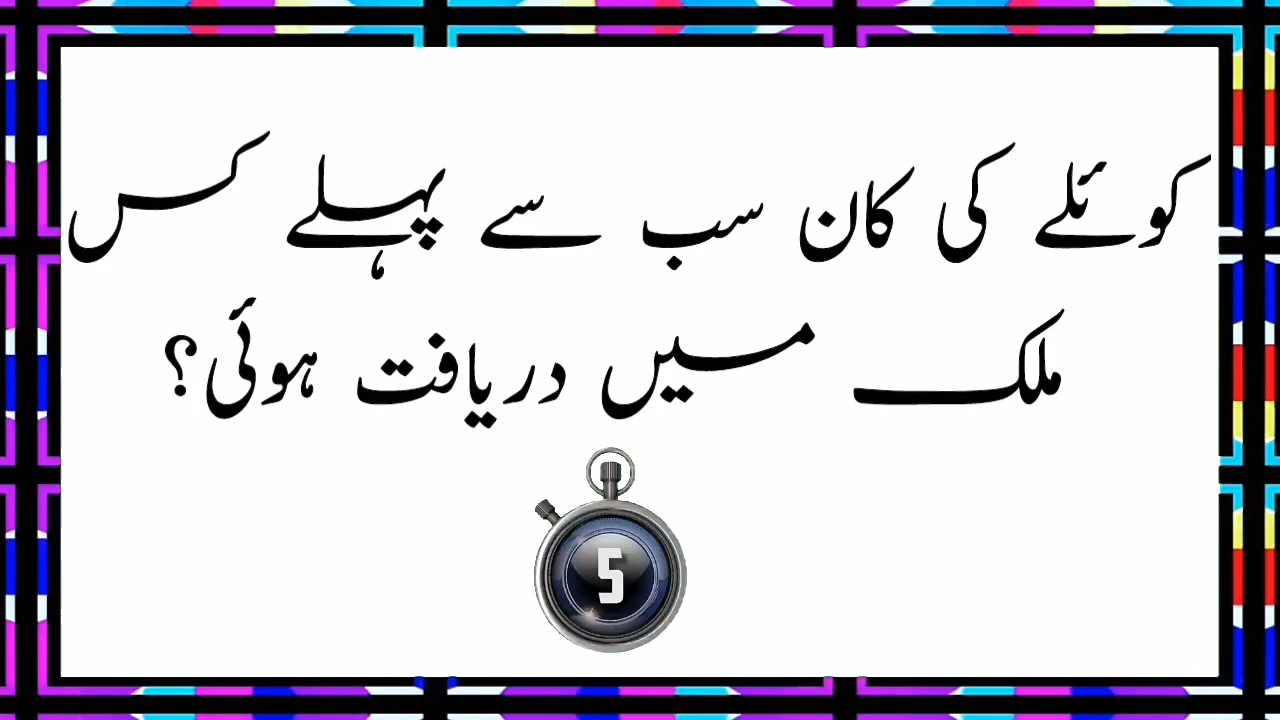 کوئلے کی کان سب سے پہلے کس
ملک میں دریافت ہوئی؟
5